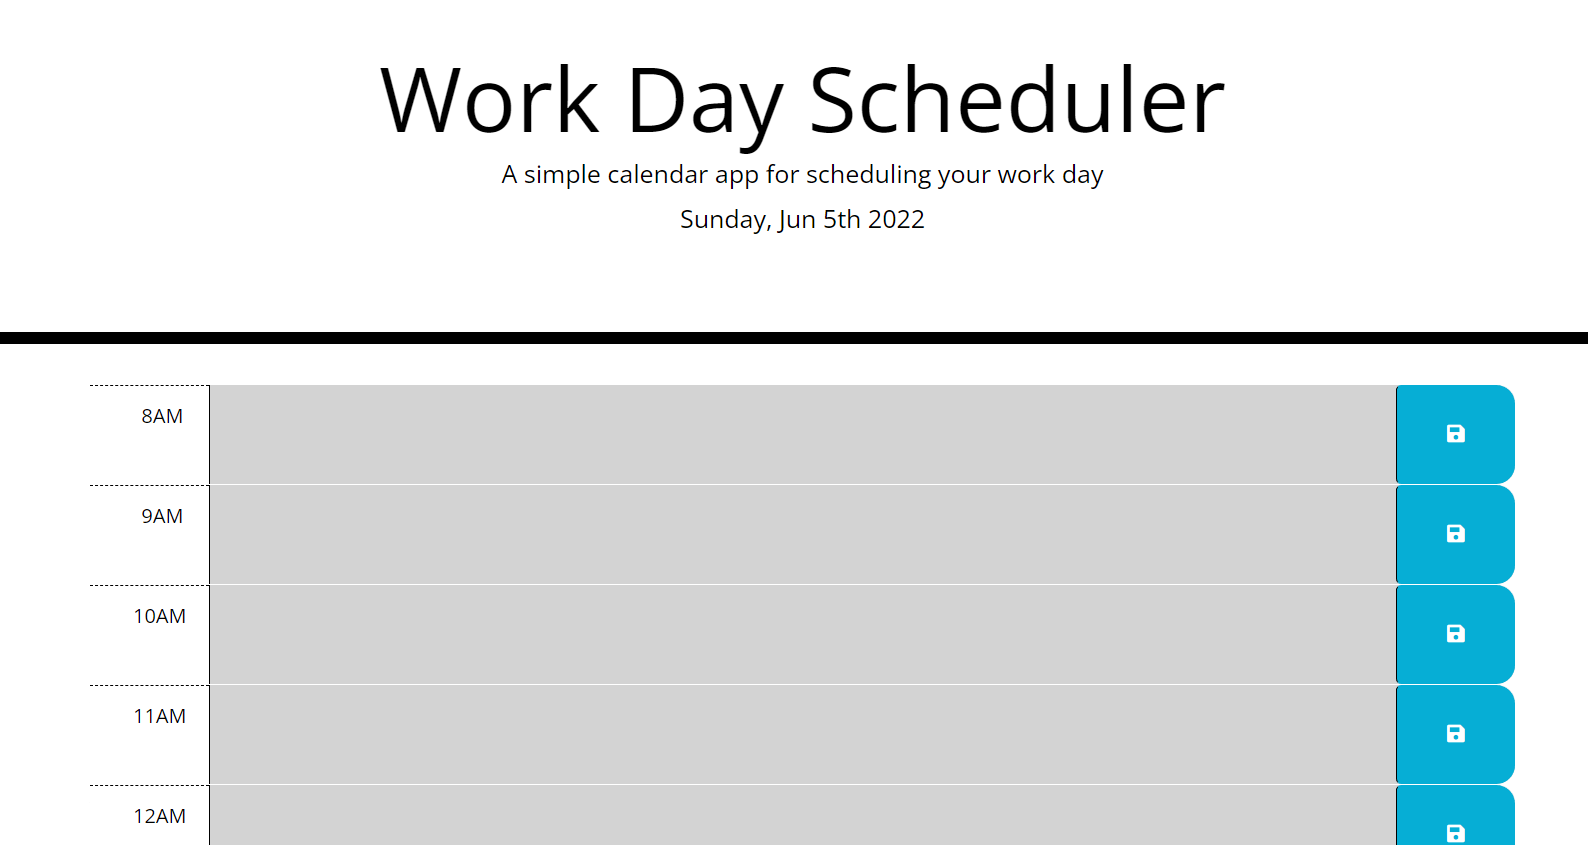 Work Day Scheduler
A simple calendar app for scheduling your work day
Sunday, Jun 5th 2022
8AM
9AM
10AM
11AM
12AM